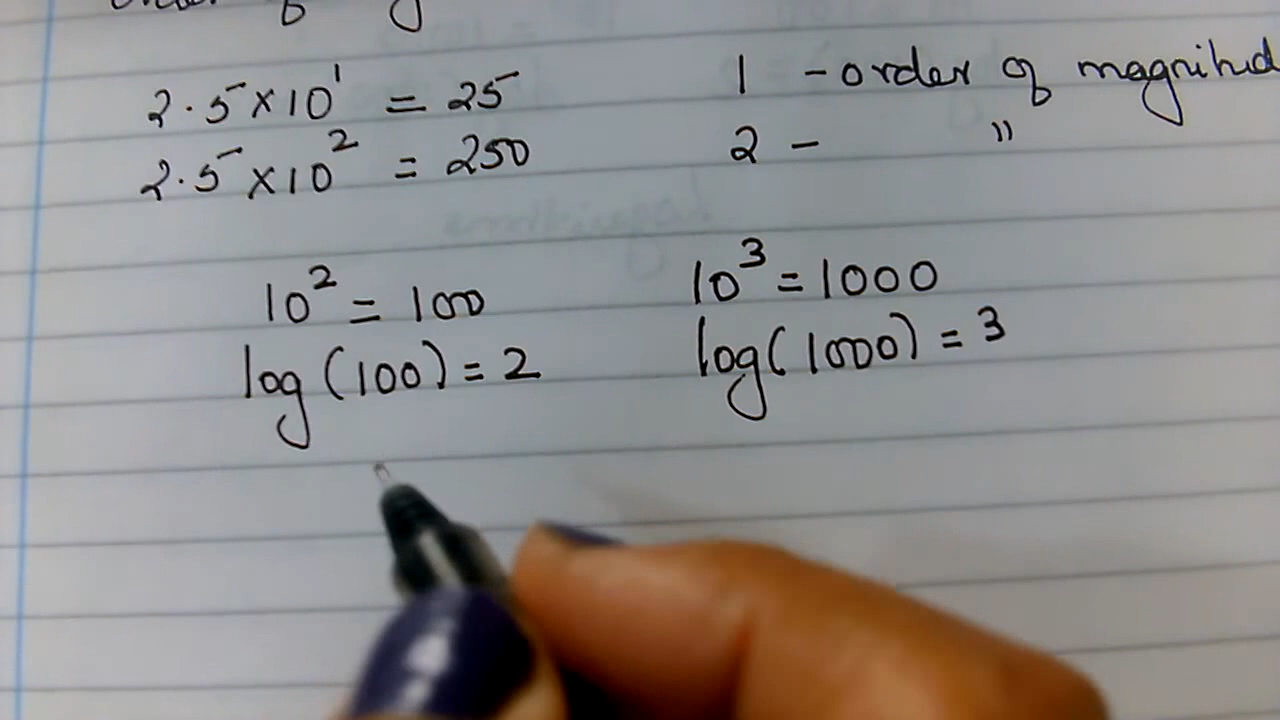 2.5×10¹ = 25 1 - order of magnitud
2.5×10² = 250 2 - "
10² = 100 10³ = 1000
log (100) = 2 log (1000) = 3